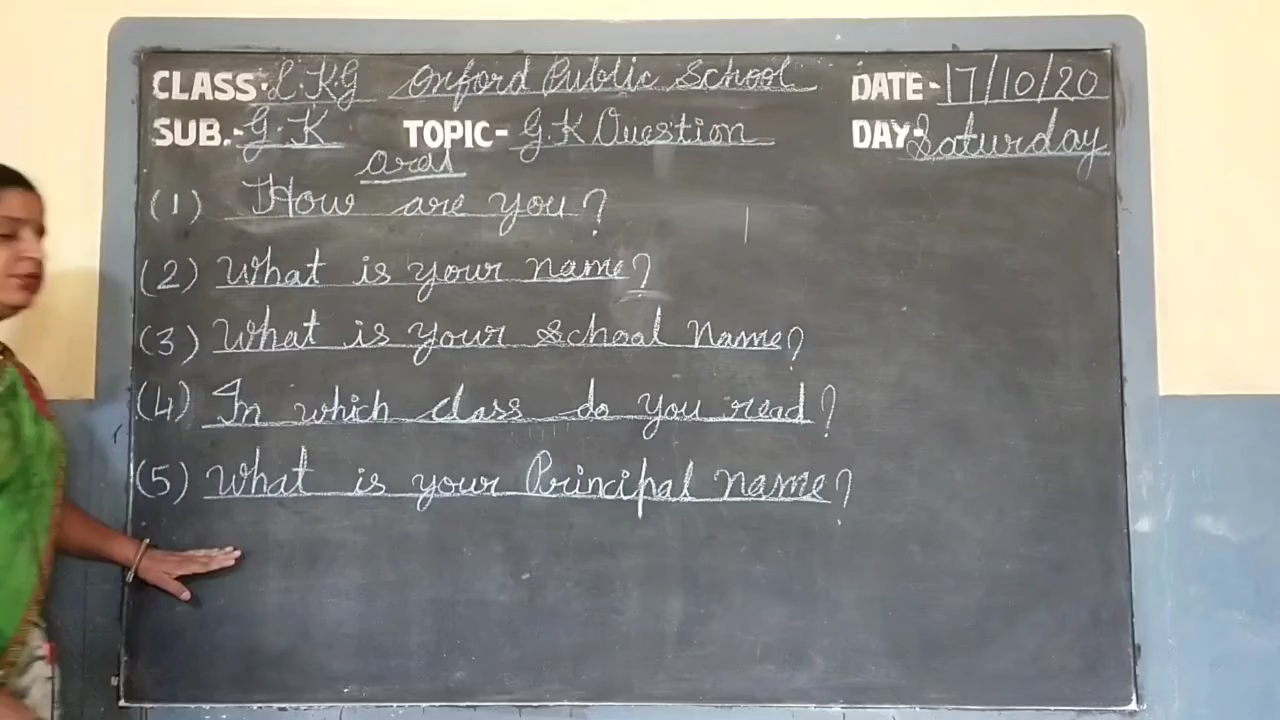 CLASS:- L.K.G Oxford Public School DATE - 17/10/20
SUB.:- G.K TOPIC- G.K Question DAY:- Saturday
oral
(1) How are you?
(2) What is your name?
(3) What is your School Name?
(4) In which class do you read?
(5) What is your Principal name?